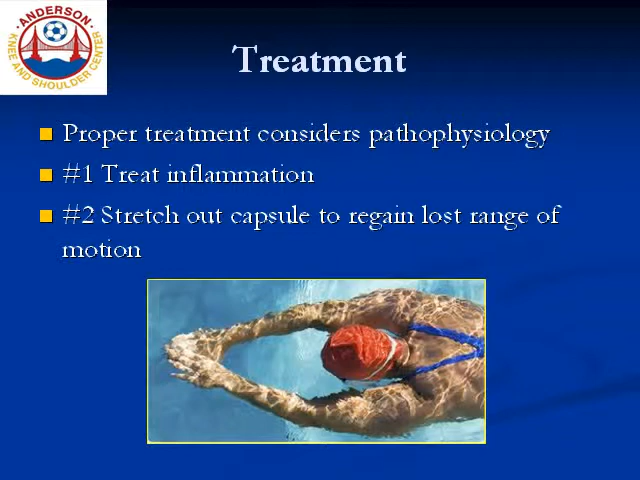 ANDERSON
KNEE AND SHOULDER CENTER
Treatment
Proper treatment considers pathophysiology
#1 Treat inflammation
#2 Stretch out capsule to regain lost range of
motion